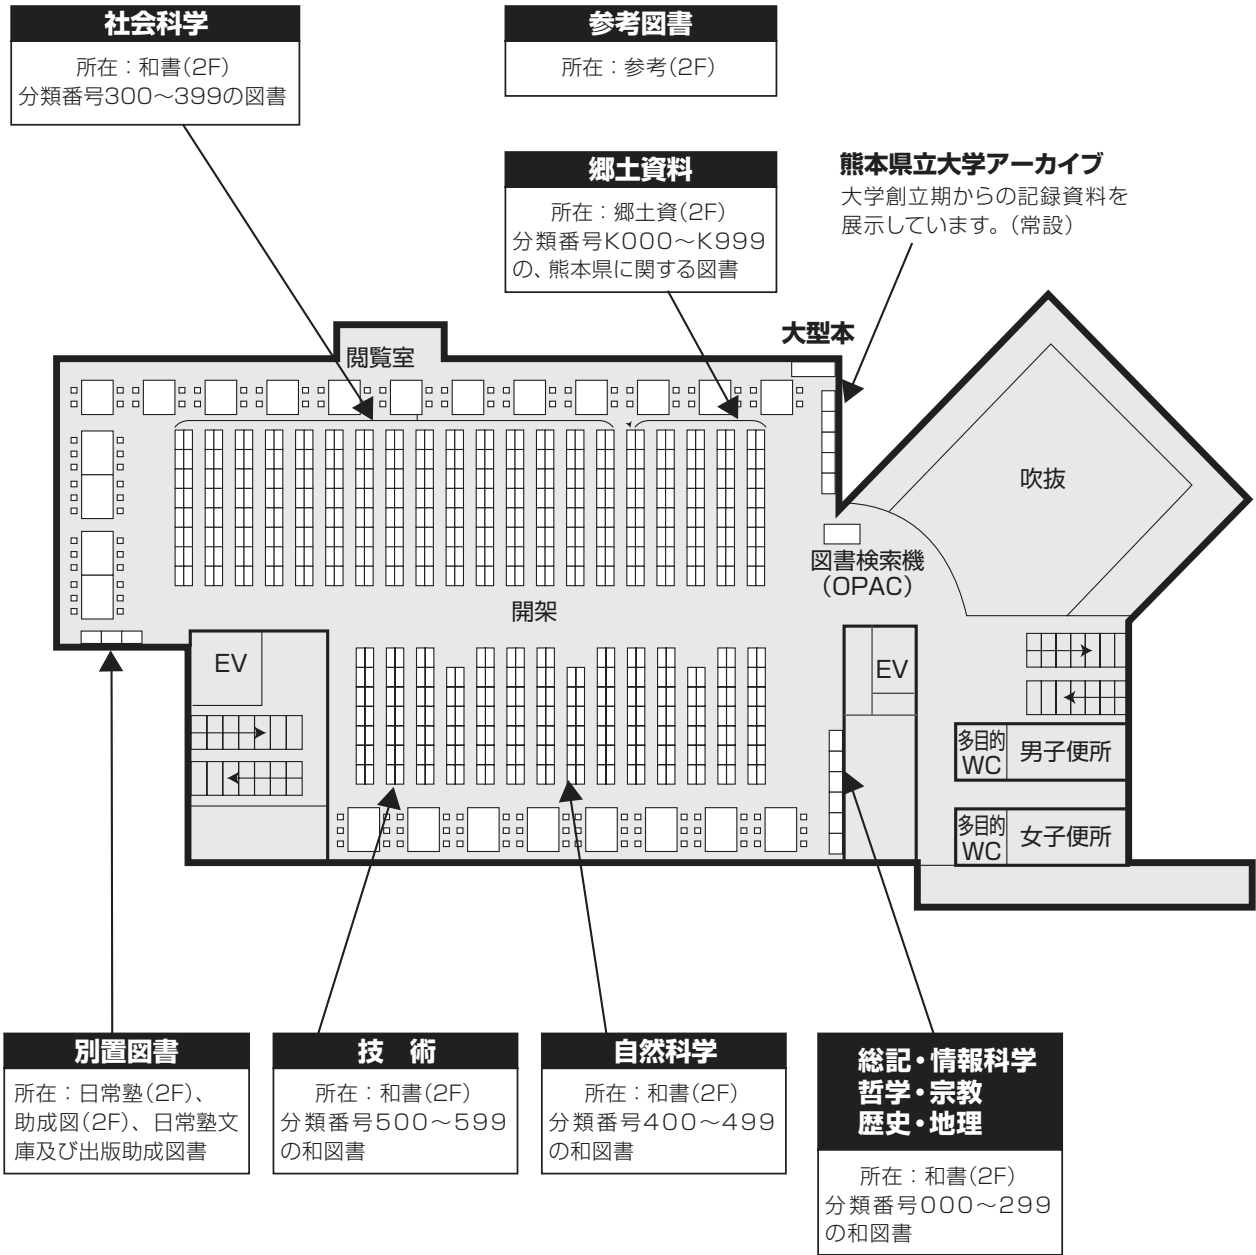 社会科学
所在：和書(2F)
分類番号300～399の図書
参考図書
所在：参考(2F)
郷土資料
所在：郷土資(2F)
分類番号K000～K999
の、熊本県に関する図書
熊本県立大学アーカイブ
大学創立期からの記録資料を
展示しています。（常設）
大型本
閲覧室
吹抜
図書検索機
（OPAC）
開架
EV
EV
多目的
WC
男子便所
多目的
WC
女子便所
別置図書
所在：日常塾(2F)、
助成図(2F)、日常塾文
庫及び出版助成図書
技　術
所在：和書(2F)
分類番号500～599
の和図書
自然科学
所在：和書(2F)
分類番号400～499
の和図書
総記・情報科学
哲学・宗教
歴史・地理
所在：和書(2F)
分類番号000～299
の和図書